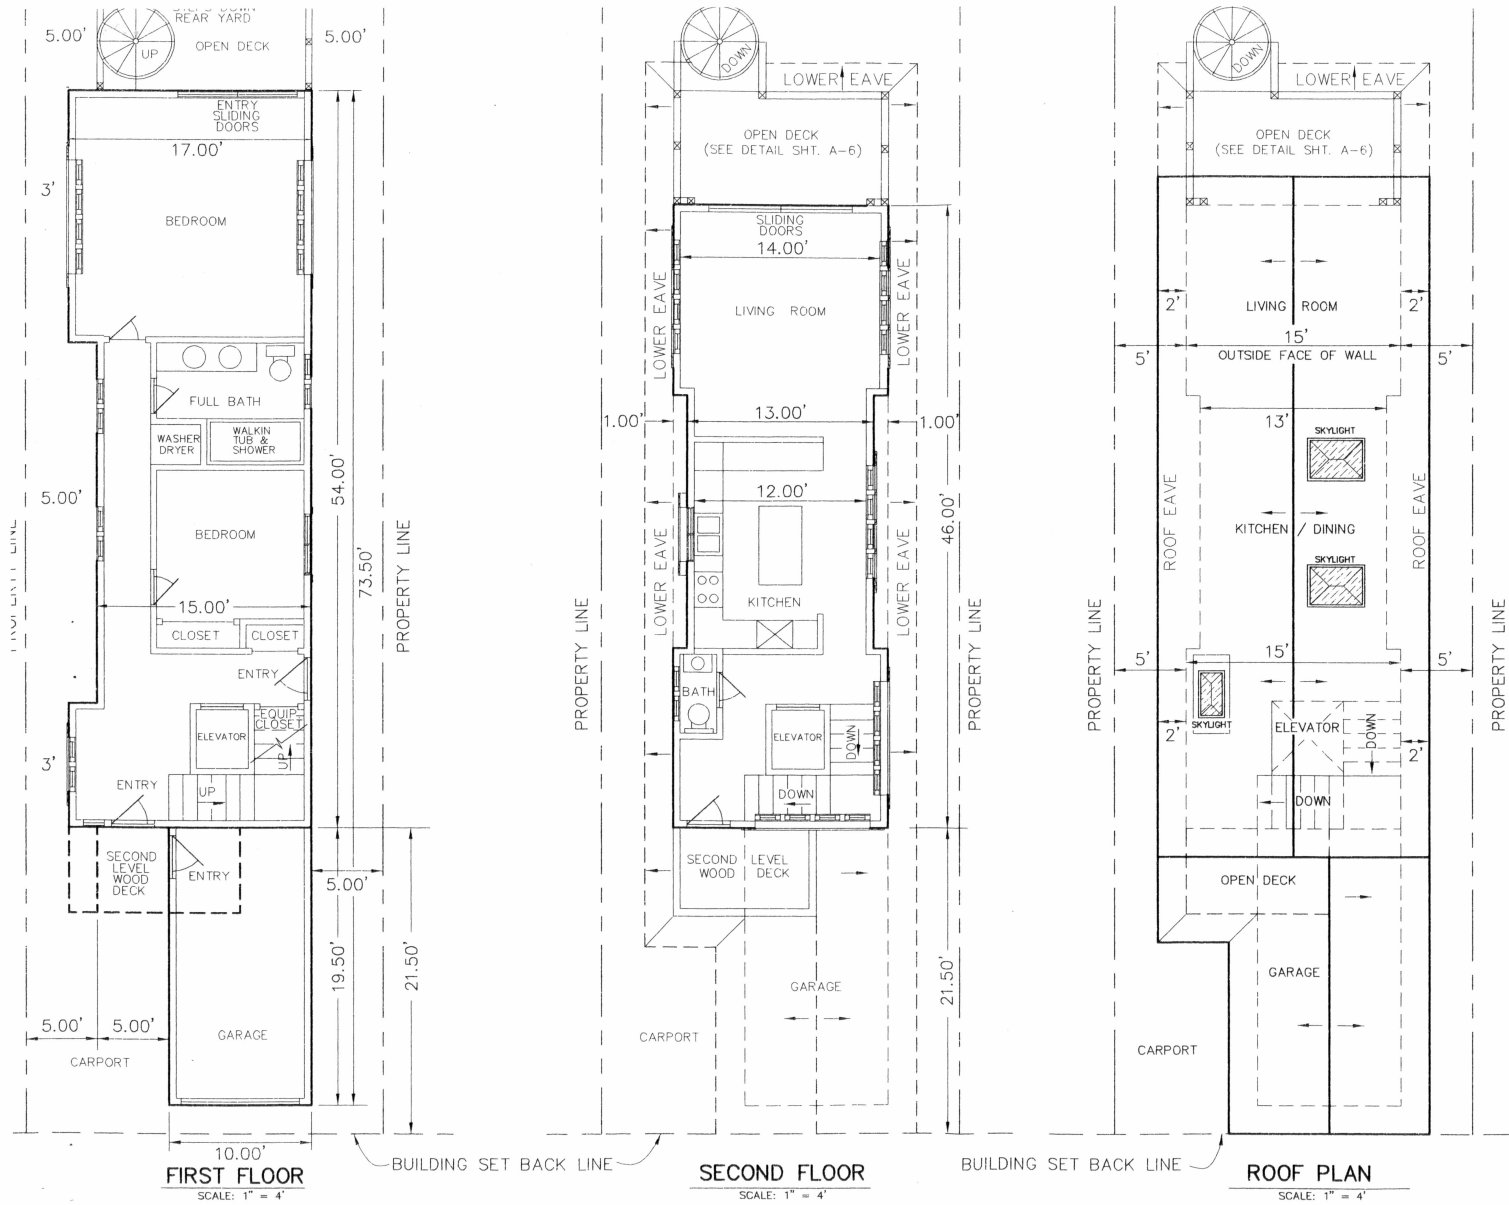 REAR YARD
5.00'
UP
OPEN DECK
5.00'
ENTRY
SLIDING
DOORS
17.00'
3'
BEDROOM
FULL BATH
WASHER
DRYER
WALKIN
TUB &
SHOWER
5.00'
54.00'
BEDROOM
73.50'
PROPERTY LINE
PROPERTY LINE
15.00'
CLOSET
CLOSET
ENTRY
EQUIP.
CLOSET
ELEVATOR
UP
3'
ENTRY
UP
SECOND
LEVEL
WOOD
DECK
ENTRY
5.00'
19.50'
21.50'
5.00'
5.00'
GARAGE
CARPORT
10.00'
FIRST FLOOR
SCALE: 1" = 4'
BUILDING SET BACK LINE
DOWN
LOWER EAVE
OPEN DECK
(SEE DETAIL SHT. A-6)
SLIDING
DOORS
14.00'
LOWER EAVE
LOWER EAVE
LIVING ROOM
1.00'
13.00'
1.00'
12.00'
46.00'
LOWER EAVE
LOWER EAVE
KITCHEN
PROPERTY LINE
PROPERTY LINE
BATH
ELEVATOR
DOWN
DOWN
SECOND LEVEL
WOOD DECK
21.50'
GARAGE
CARPORT
SECOND FLOOR
SCALE: 1" = 4'
BUILDING SET BACK LINE
DOWN
LOWER EAVE
OPEN DECK
(SEE DETAIL SHT. A-6)
2'
LIVING ROOM
2'
15'
5'
OUTSIDE FACE OF WALL
5'
13'
SKYLIGHT
ROOF EAVE
ROOF EAVE
KITCHEN / DINING
SKYLIGHT
PROPERTY LINE
PROPERTY LINE
5'
15'
5'
SKYLIGHT
ELEVATOR
DOWN
2'
2'
DOWN
OPEN DECK
GARAGE
CARPORT
ROOF PLAN
SCALE: 1" = 4'